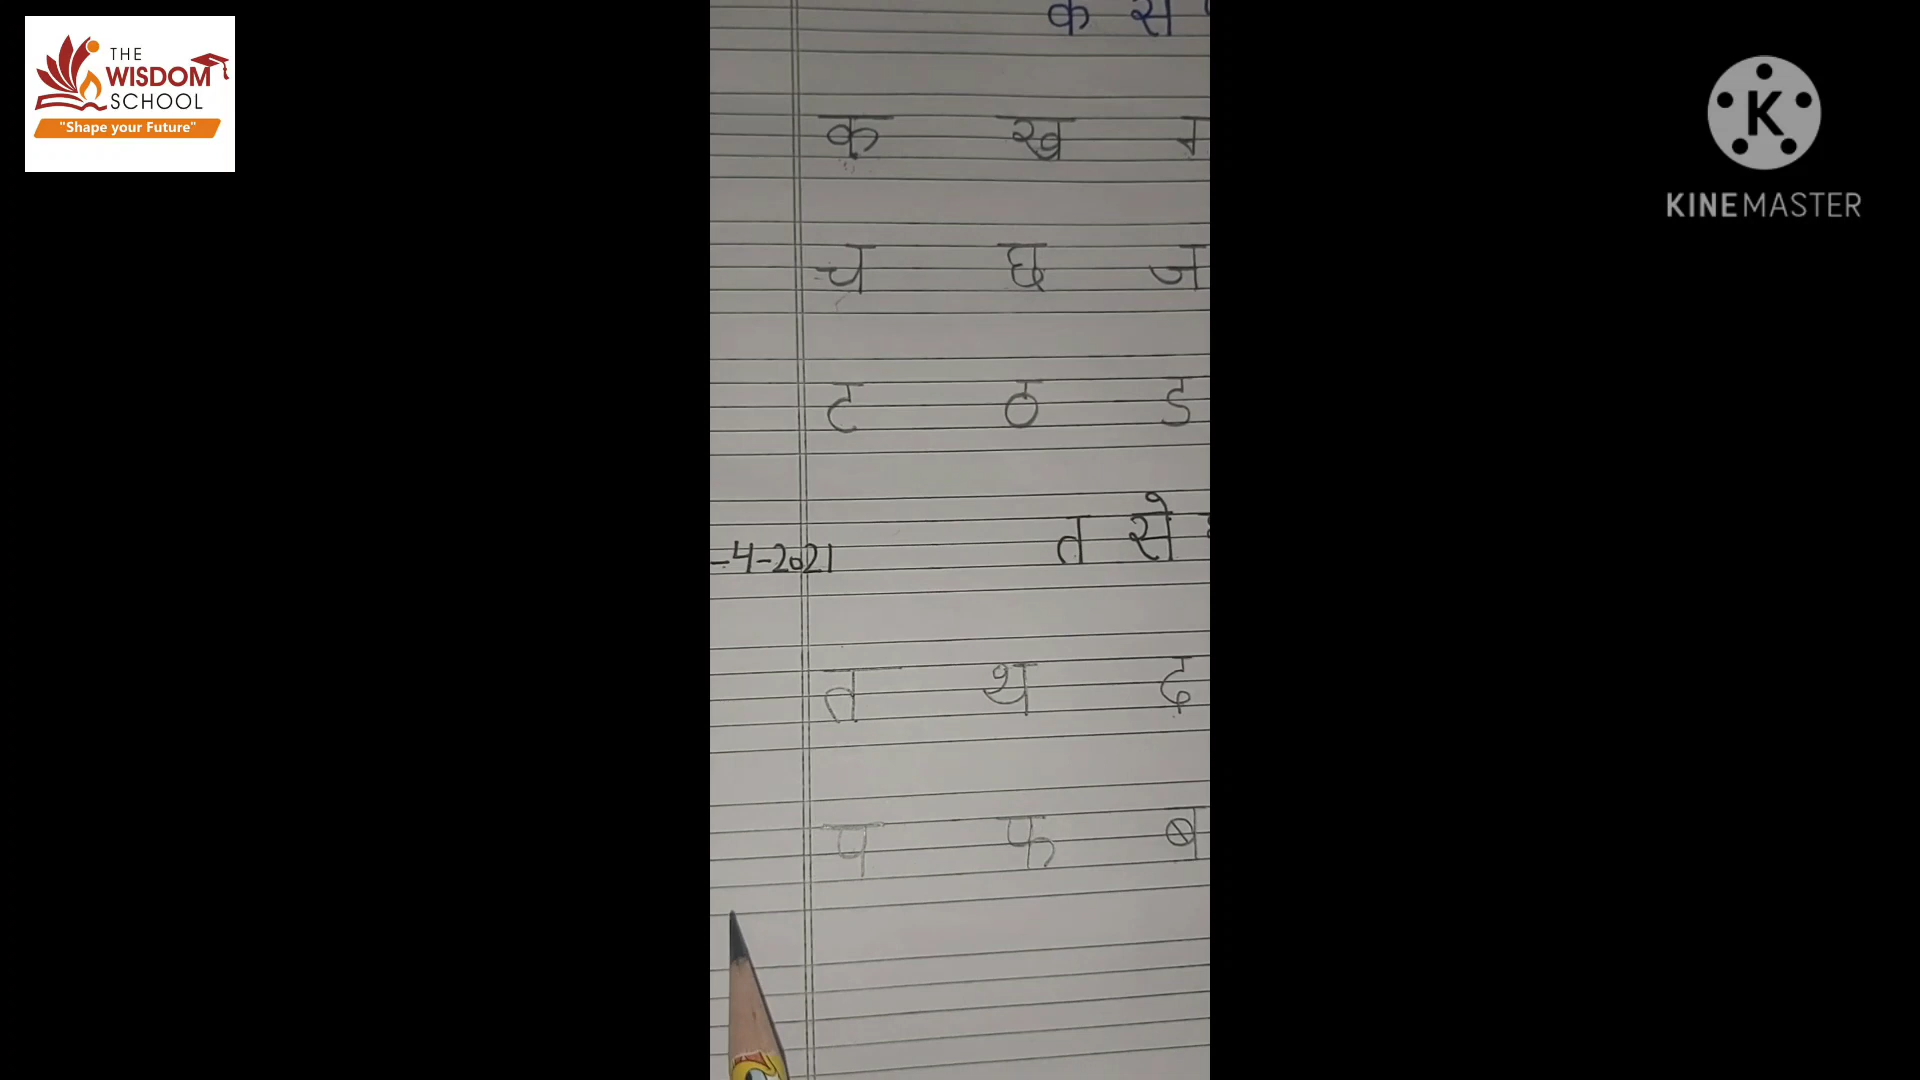 THE
WISDOM
SCHOOL
"Shape your Future"
KINEMASTER
क से
क ख ग
च छ ज
ट ठ ड
-4-2021 त से
त थ द
प फ ब